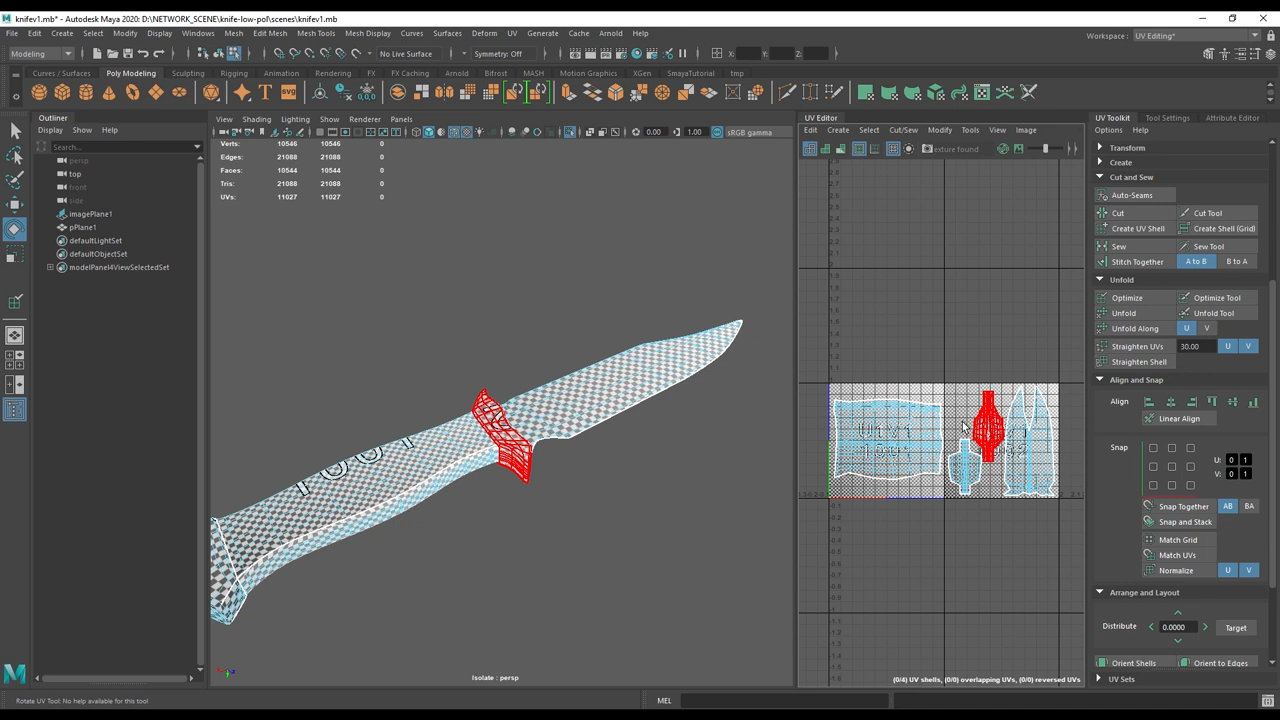 knifev1.mb* - Autodesk Maya 2020: D:\NETWORK_SCENE\knife-low-pol\scenes\knifev1.mb
File Edit Create Select Modify Display Windows Mesh Edit Mesh Mesh Tools Mesh Display Curves Surfaces Deform UV Generate Cache Arnold Help
Workspace : UV Editing*
Modeling No Live Surface Symmetry: Off X: Y: Z:
Curves / Surfaces Poly Modeling Sculpting Rigging Animation Rendering FX FX Caching Arnold Bifrost MASH Motion Graphics XGen SmayaTutorial tmp
Outliner
Display Show Help
Search...
persp
top
front
side
imagePlane1
pPlane1
defaultLightSet
defaultObjectSet
modelPanel4ViewSelectedSet
View Shading Lighting Show Renderer Panels
0.00 1.00 sRGB gamma
Verts: 10546 10546 0
Edges: 21088 21088 0
Faces: 10544 10544 0
Tris: 21088 21088 0
UVs: 11027 11027 0
Isolate : persp
UV Editor
Edit Create Select Cut/Sew Modify Tools View Image
exture found
(0/4) UV shells, (0/0) overlapping UVs, (0/0) reversed UVs
UV Toolkit Tool Settings Attribute Editor
Options Help
Transform
Create
Cut and Sew
Auto-Seams
Cut Cut Tool
Create UV Shell Create Shell (Grid)
Sew Sew Tool
Stitch Together A to B B to A
Unfold
Optimize Optimize Tool
Unfold Unfold Tool
Unfold Along U V
Straighten UVs 30.00 U V
Straighten Shell
Align and Snap
Align
Linear Align
Snap U: 0 1
V: 0 1
Snap Together AB BA
Snap and Stack
Match Grid
Match UVs
Normalize U V
Arrange and Layout
Distribute 0.0000 Target
Orient Shells Orient to Edges
UV Sets
Rotate UV Tool: No help available for this tool
MEL